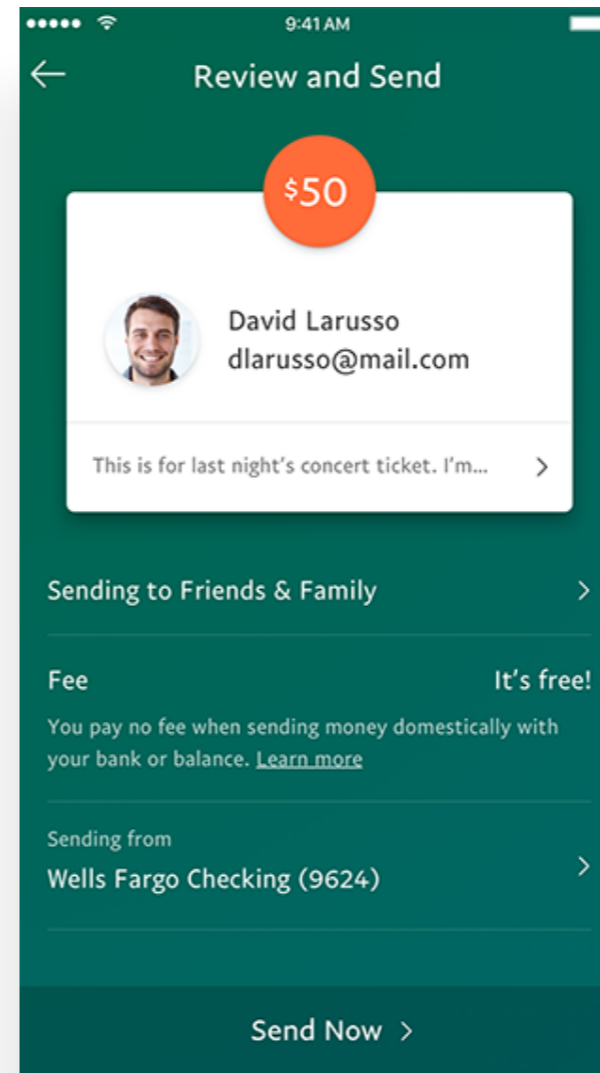 9:41 AM
Review and Send
$50
David Larusso
dlarusso@mail.com
This is for last night's concert ticket. I'm...
Sending to Friends & Family
Fee
It's free!
You pay no fee when sending money domestically with
your bank or balance. Learn more
Sending from
Wells Fargo Checking (9624)
Send Now